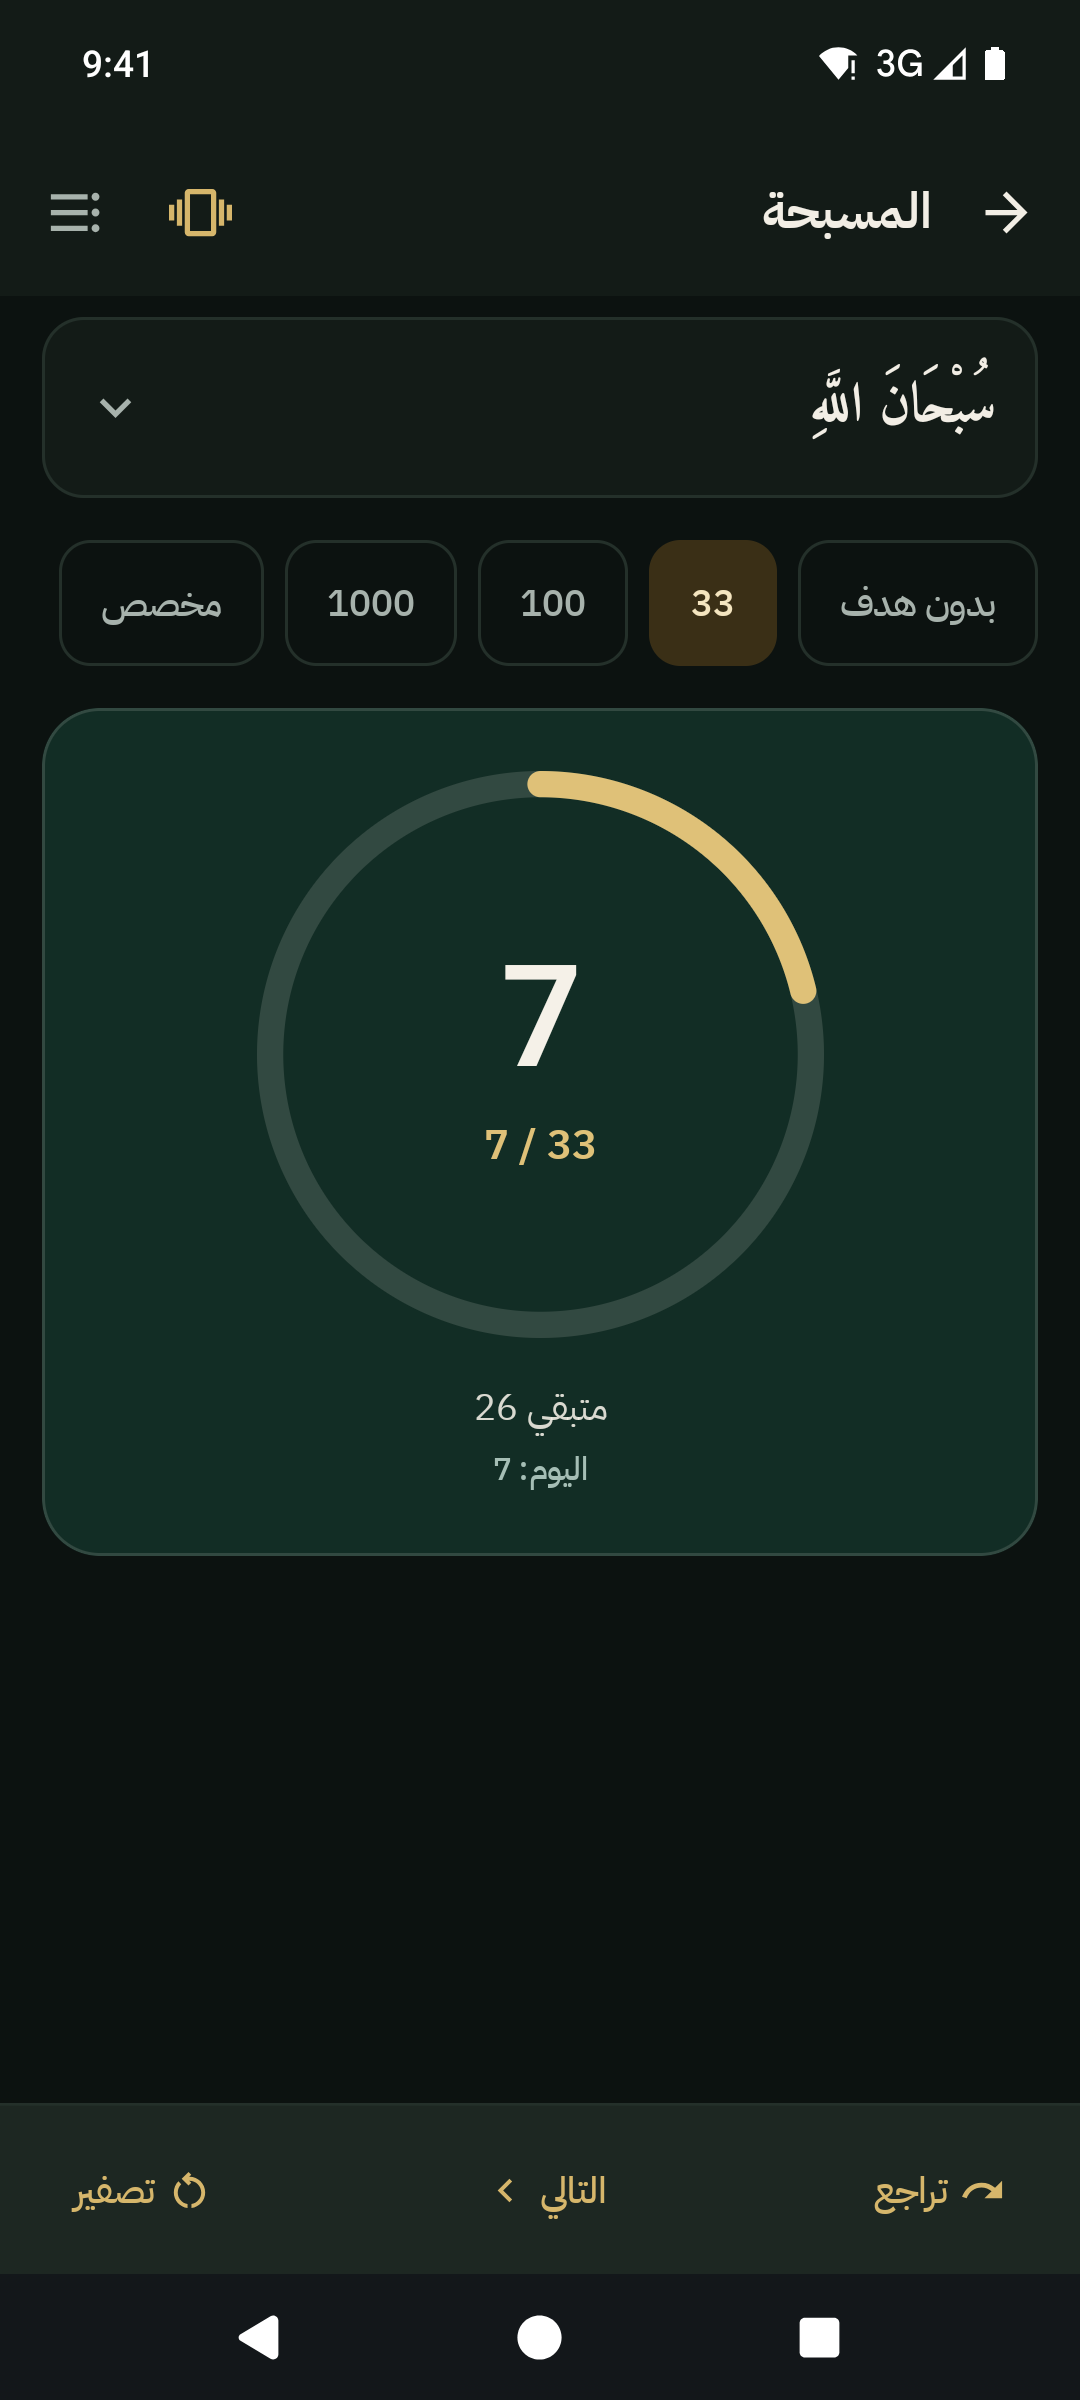 9:41 3G
المسبحة
سُبْحَانَ اللَّهِ
بدون هدف 33 100 1000 مخصص
7
7 / 33
متبقي 26
اليوم: 7
تراجع التالي تصفير